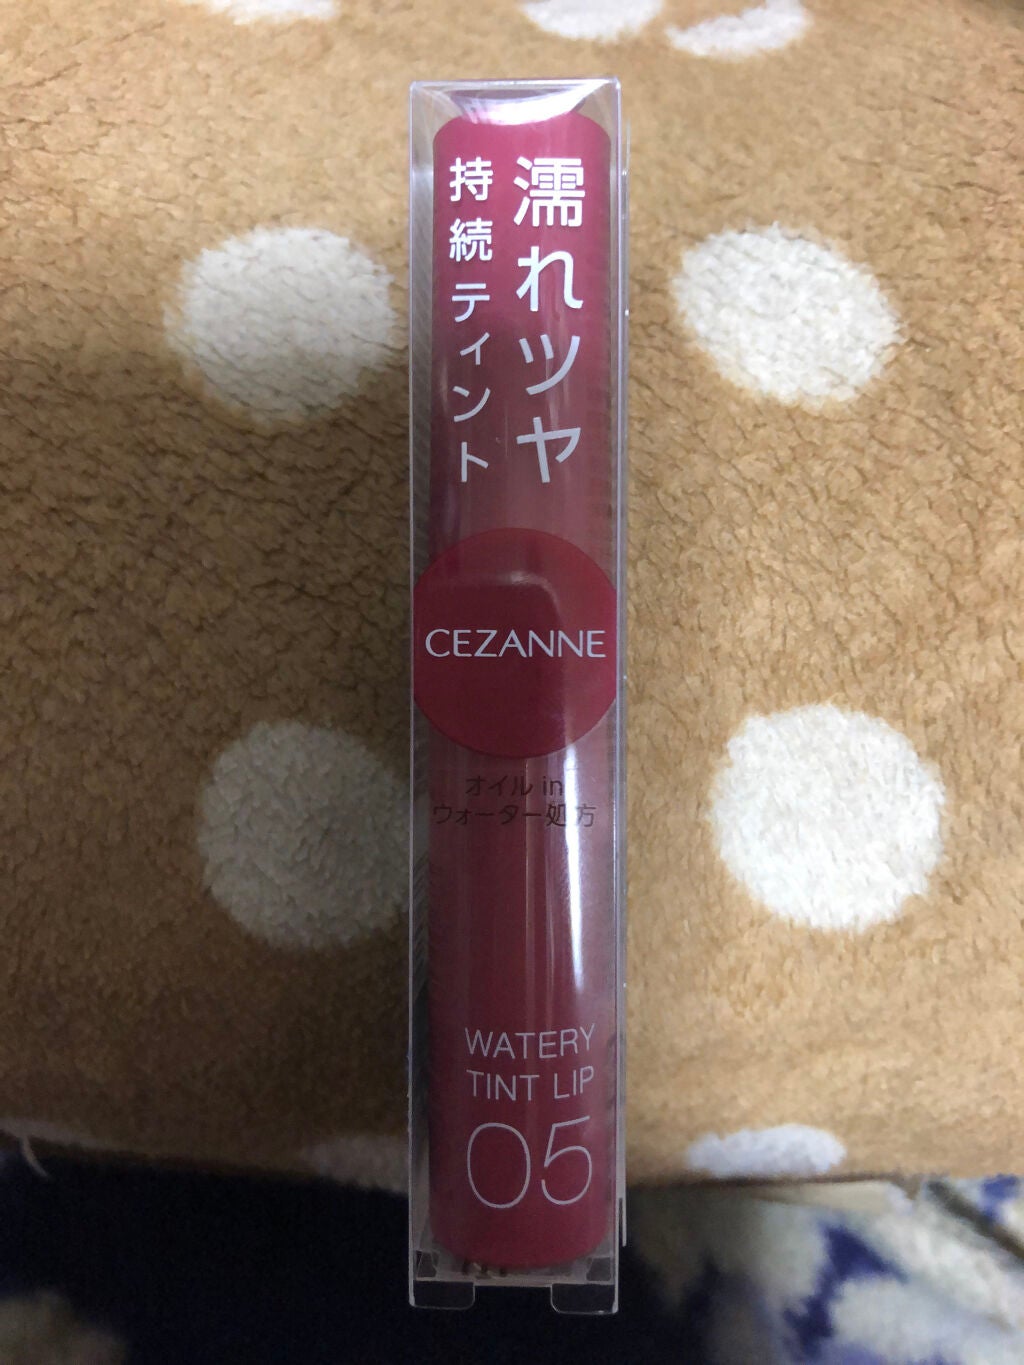 濡れツヤ
持続ティント
CEZANNE
オイル in
ウォーター処方
WATERY
TINT LIP
05